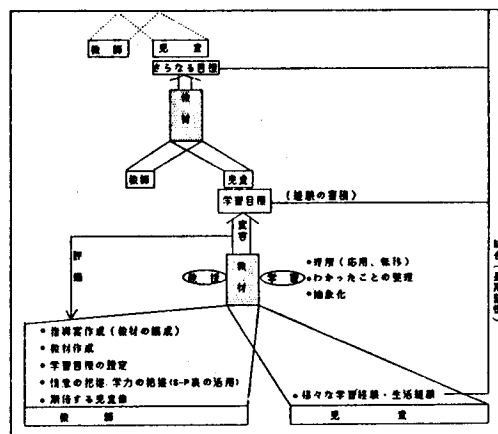 教師
児童
さらなる目標
教材
教師
児童
学習目標
(経験の蓄積)
変容
評価
教材
教授
学習
●理解(応用、転移)
●わかったことの整理
●抽象化
●指導案作成(教材の編成)
●教材作成
●学習目標の設定
●情意の把握・学力の把握(S-P表の活用)
●期待する児童像
●様々な学習経験・生活経験
教師
児童